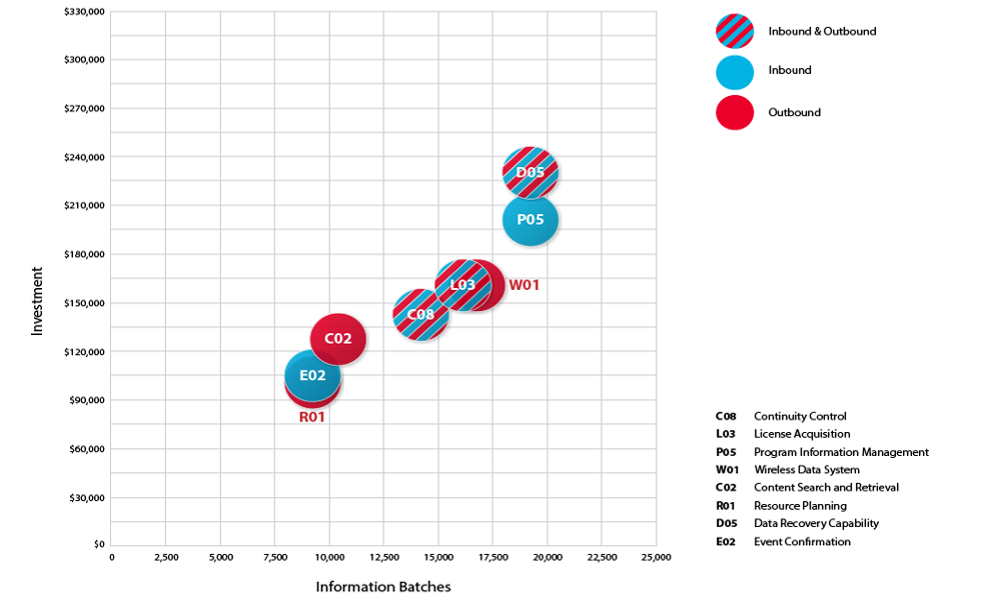 $330,000
$300,000
$270,000
$240,000
$210,000
$180,000
$150,000
$120,000
$90,000
$60,000
$30,000
$0
Investment
D05
P05
L03
W01
C08
C02
E02
R01
0 2,500 5,000 7,500 10,000 12,500 15,000 17,500 20,000 22,500 25,000
Information Batches
Inbound & Outbound
Inbound
Outbound
C08 Continuity Control
L03 License Acquisition
P05 Program Information Management
W01 Wireless Data System
C02 Content Search and Retrieval
R01 Resource Planning
D05 Data Recovery Capability
E02 Event Confirmation